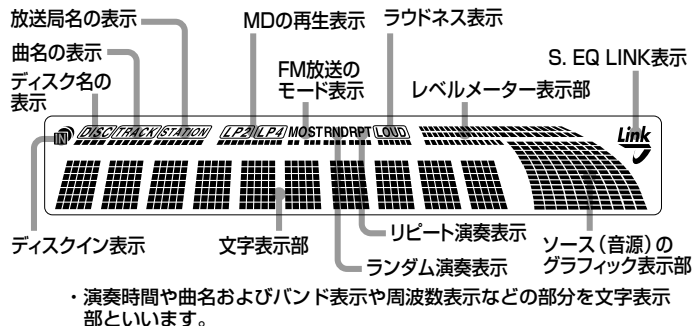 放送局名の表示
MDの再生表示
ラウドネス表示
曲名の表示
FM放送の
モード表示
S. EQ LINK表示
ディスク名の
表示
レベルメーター表示部
IN DISC TRACK STATION LP2 LP4 MOST RND RPT LOUD Link
ディスクイン表示
文字表示部
リピート演奏表示
ランダム演奏表示
ソース（音源）の
グラフィック表示部
・演奏時間や曲名およびバンド表示や周波数表示などの部分を文字表示
部といいます。